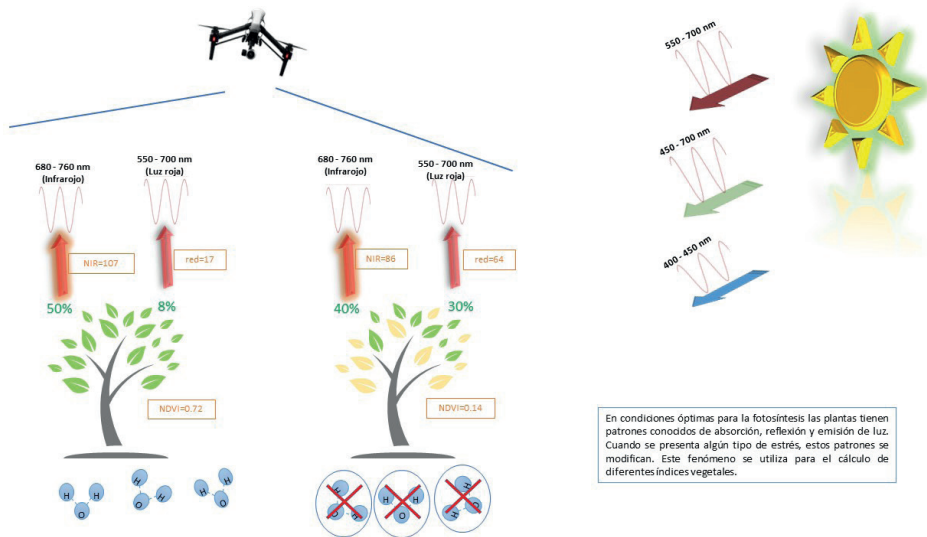 680 - 760 nm
(Infrarojo)
550 - 700 nm
(Luz roja)
NIR=107
red=17
50%
8%
NDVI=0.72
H
H
O
H
O
H
H
H
O
680 - 760 nm
(Infrarojo)
550 - 700 nm
(Luz roja)
NIR=86
red=64
40%
30%
NDVI=0.14
H
O
H
H
H
O
H
O
H
550 - 700 nm
450 - 700 nm
400 - 450 nm
En condiciones óptimas para la fotosíntesis las plantas tienen
patrones conocidos de absorción, reflexión y emisión de luz.
Cuando se presenta algún tipo de estrés, estos patrones se
modifican. Este fenómeno se utiliza para el cálculo de
diferentes índices vegetales.